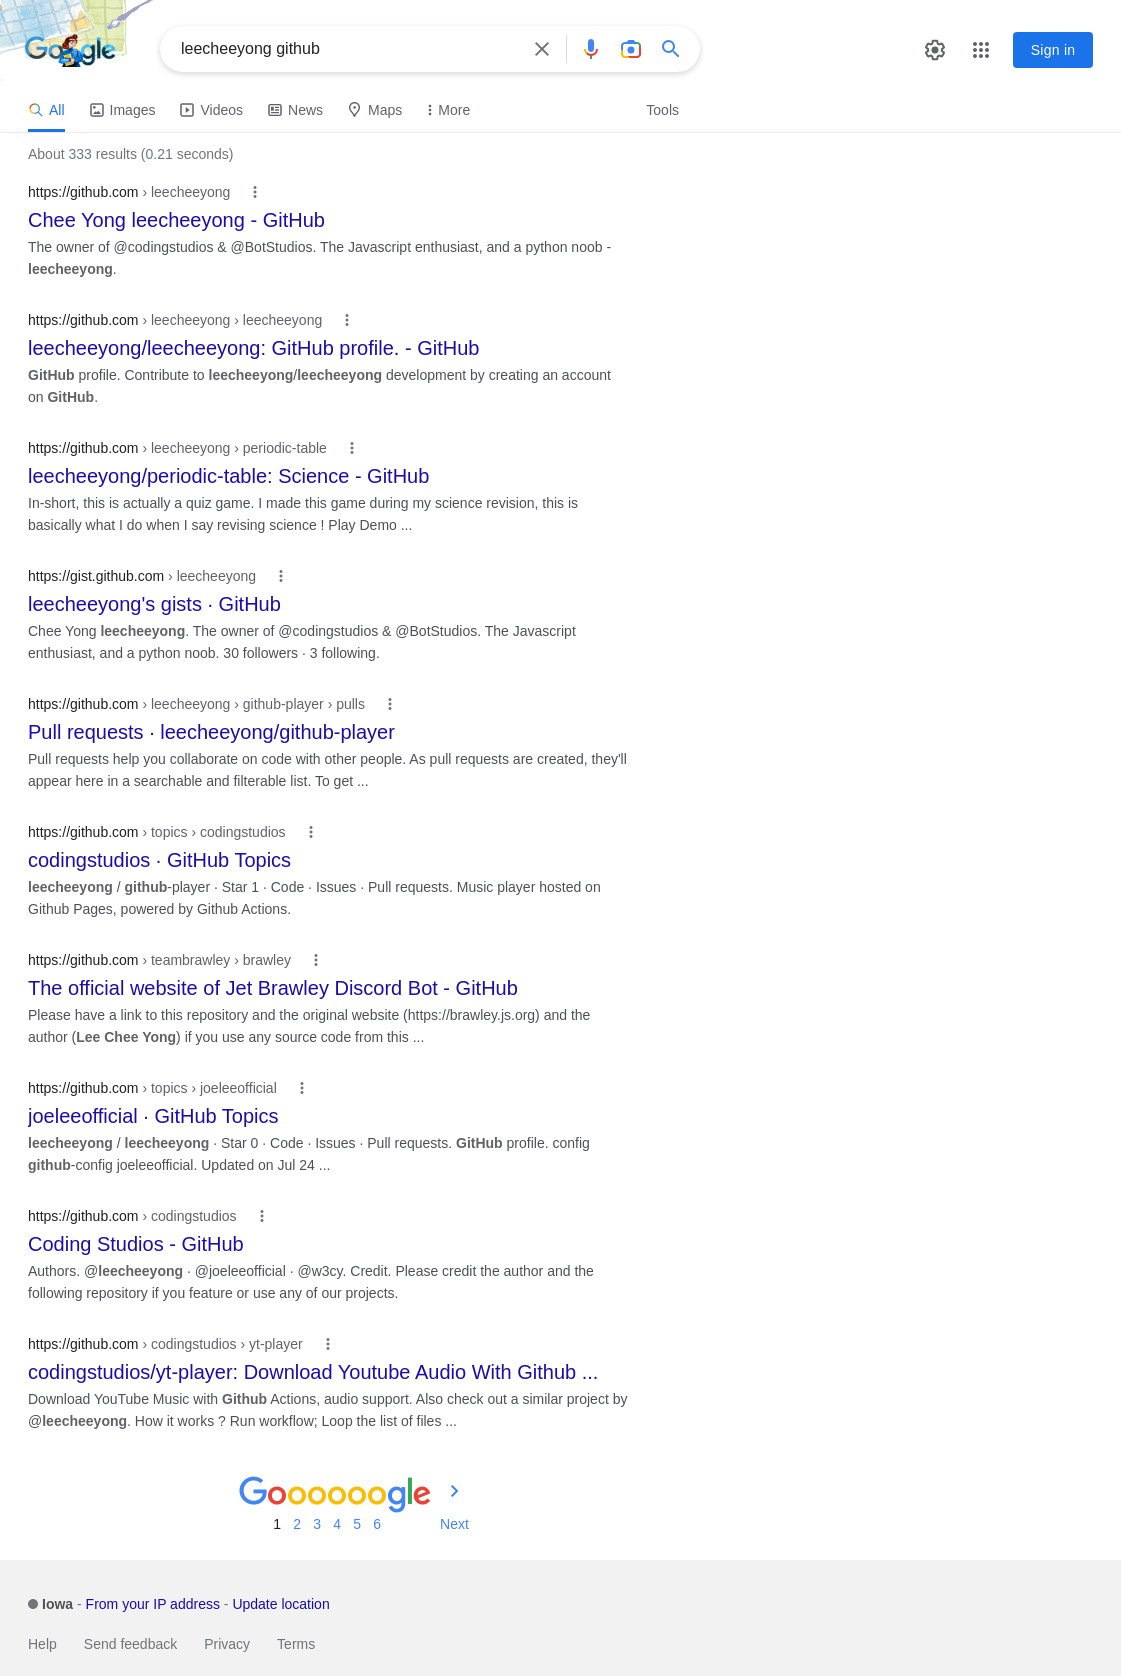 Google
leecheeyong github
Sign in
All Images Videos News Maps More Tools
About 333 results (0.21 seconds)
https://github.com › leecheeyong
Chee Yong leecheeyong - GitHub
The owner of @codingstudios & @BotStudios. The Javascript enthusiast, and a python noob -
leecheeyong.
https://github.com › leecheeyong › leecheeyong
leecheeyong/leecheeyong: GitHub profile. - GitHub
GitHub profile. Contribute to leecheeyong/leecheeyong development by creating an account
on GitHub.
https://github.com › leecheeyong › periodic-table
leecheeyong/periodic-table: Science - GitHub
In-short, this is actually a quiz game. I made this game during my science revision, this is
basically what I do when I say revising science ! Play Demo ...
https://gist.github.com › leecheeyong
leecheeyong's gists · GitHub
Chee Yong leecheeyong. The owner of @codingstudios & @BotStudios. The Javascript
enthusiast, and a python noob. 30 followers · 3 following.
https://github.com › leecheeyong › github-player › pulls
Pull requests · leecheeyong/github-player
Pull requests help you collaborate on code with other people. As pull requests are created, they'll
appear here in a searchable and filterable list. To get ...
https://github.com › topics › codingstudios
codingstudios · GitHub Topics
leecheeyong / github-player · Star 1 · Code · Issues · Pull requests. Music player hosted on
Github Pages, powered by Github Actions.
https://github.com › teambrawley › brawley
The official website of Jet Brawley Discord Bot - GitHub
Please have a link to this repository and the original website (https://brawley.js.org) and the
author (Lee Chee Yong) if you use any source code from this ...
https://github.com › topics › joeleeofficial
joeleeofficial · GitHub Topics
leecheeyong / leecheeyong · Star 0 · Code · Issues · Pull requests. GitHub profile. config
github-config joeleeofficial. Updated on Jul 24 ...
https://github.com › codingstudios
Coding Studios - GitHub
Authors. @leecheeyong · @joeleeofficial · @w3cy. Credit. Please credit the author and the
following repository if you feature or use any of our projects.
https://github.com › codingstudios › yt-player
codingstudios/yt-player: Download Youtube Audio With Github ...
Download YouTube Music with Github Actions, audio support. Also check out a similar project by
@leecheeyong. How it works ? Run workflow; Loop the list of files ...
Goooooogle
1 2 3 4 5 6 Next
Iowa - From your IP address - Update location
Help Send feedback Privacy Terms